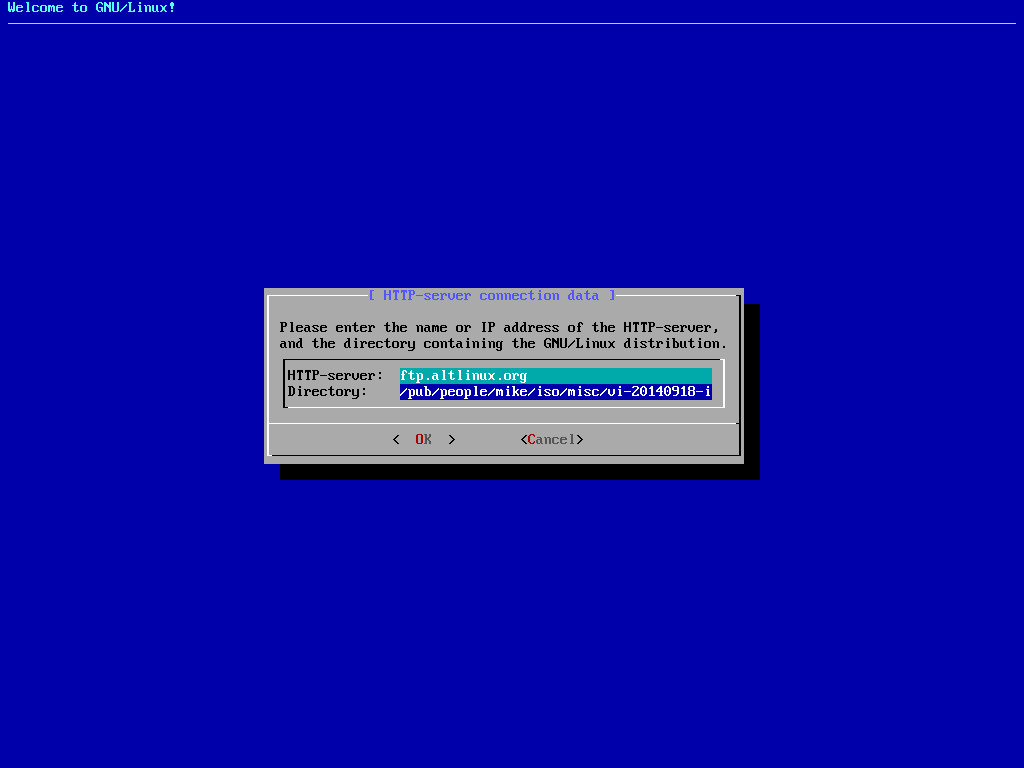 Welcome to GNU/Linux!
[ HTTP-server connection data ]
Please enter the name or IP address of the HTTP-server,
and the directory containing the GNU/Linux distribution.
HTTP-server: ftp.altlinux.org
Directory: /pub/people/mike/iso/misc/vi-20140918-i
< OK > <Cancel>